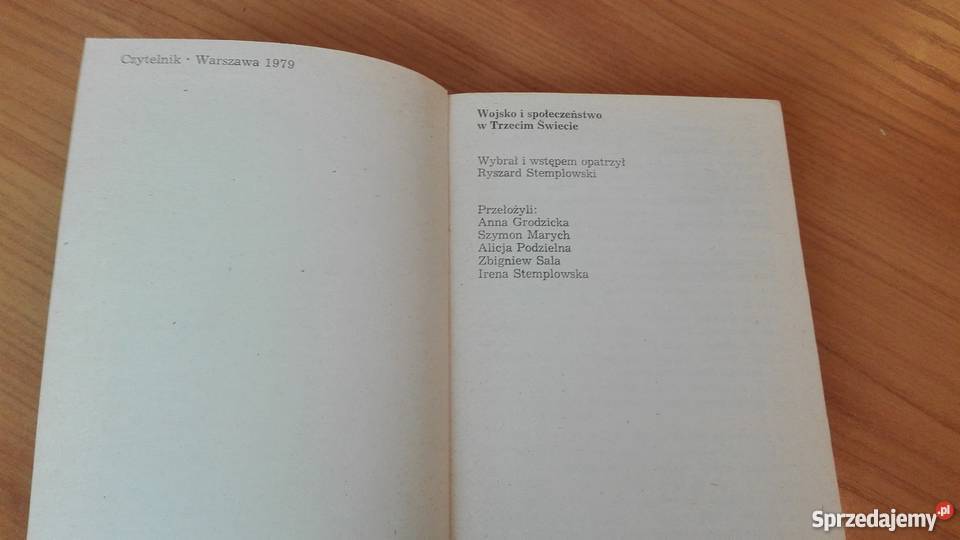 Czytelnik · Warszawa 1979
Wojsko i społeczeństwo
w Trzecim Świecie
Wybrał i wstępem opatrzył
Ryszard Stemplowski
Przełożyli:
Anna Grodzicka
Szymon Marych
Alicja Podzielna
Zbigniew Sala
Irena Stemplowska
Sprzedajemy.pl